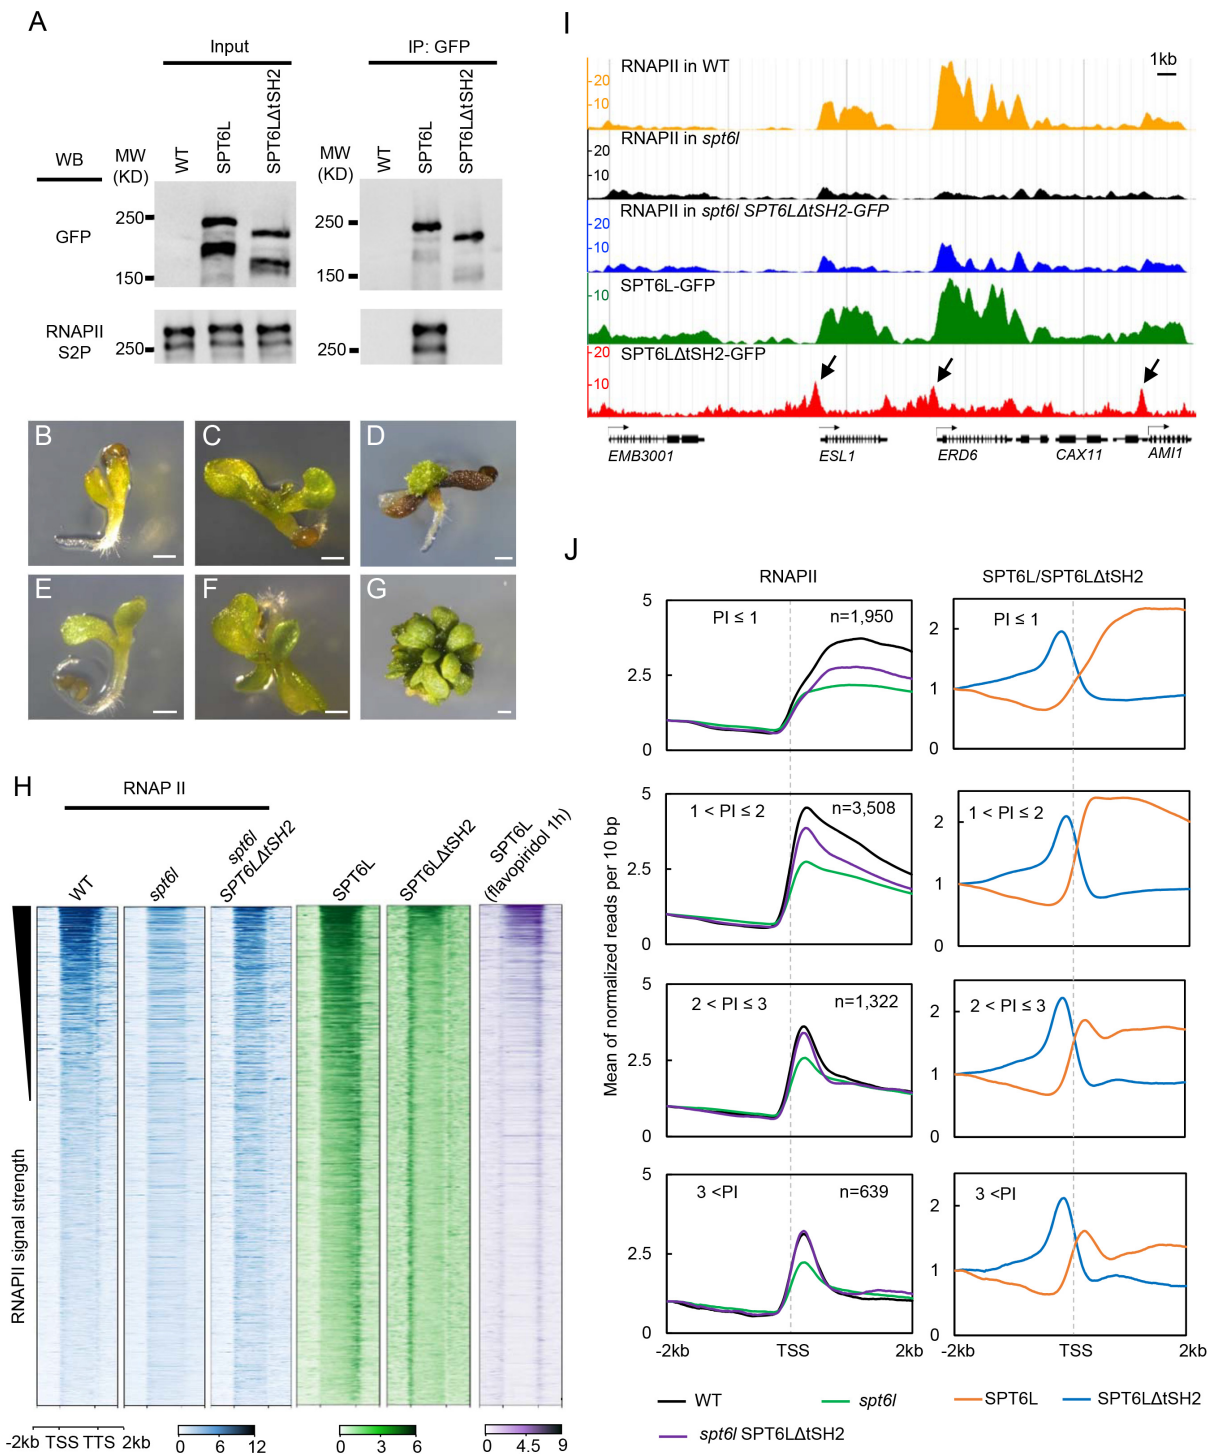 A
Input
IP: GFP
WB
MW
(KD)
WT
SPT6L
SPT6LΔtSH2
MW
(KD)
WT
SPT6L
SPT6LΔtSH2
GFP
250
150
250
150
RNAPII
S2P
250
250
B
C
D
E
F
G
H
RNAP II
WT
spt6l
spt6l
SPT6LΔtSH2
SPT6L
SPT6LΔtSH2
SPT6L
(flavopiridol 1h)
RNAPII signal strength
-2kb TSS TTS 2kb
0 6 12
0 3 6
0 4.5 9
I
1kb
RNAPII in WT
20
10
RNAPII in spt6l
20
10
RNAPII in spt6l SPT6LΔtSH2-GFP
20
10
SPT6L-GFP
10
SPT6LΔtSH2-GFP
20
10
EMB3001
ESL1
ERD6
CAX11
AMI1
J
RNAPII
SPT6L/SPT6LΔtSH2
Mean of normalized reads per 10 bp
5
2.5
0
PI ≤ 1
n=1,950
2
1
0
PI ≤ 1
5
2.5
0
1 < PI ≤ 2
n=3,508
2
1
0
1 < PI ≤ 2
5
2.5
0
2 < PI ≤ 3
n=1,322
2
1
0
2 < PI ≤ 3
5
2.5
0
3 <PI
n=639
2
1
0
3 <PI
-2kb TSS 2kb
-2kb TSS 2kb
WT
spt6l
SPT6L
SPT6LΔtSH2
spt6l SPT6LΔtSH2